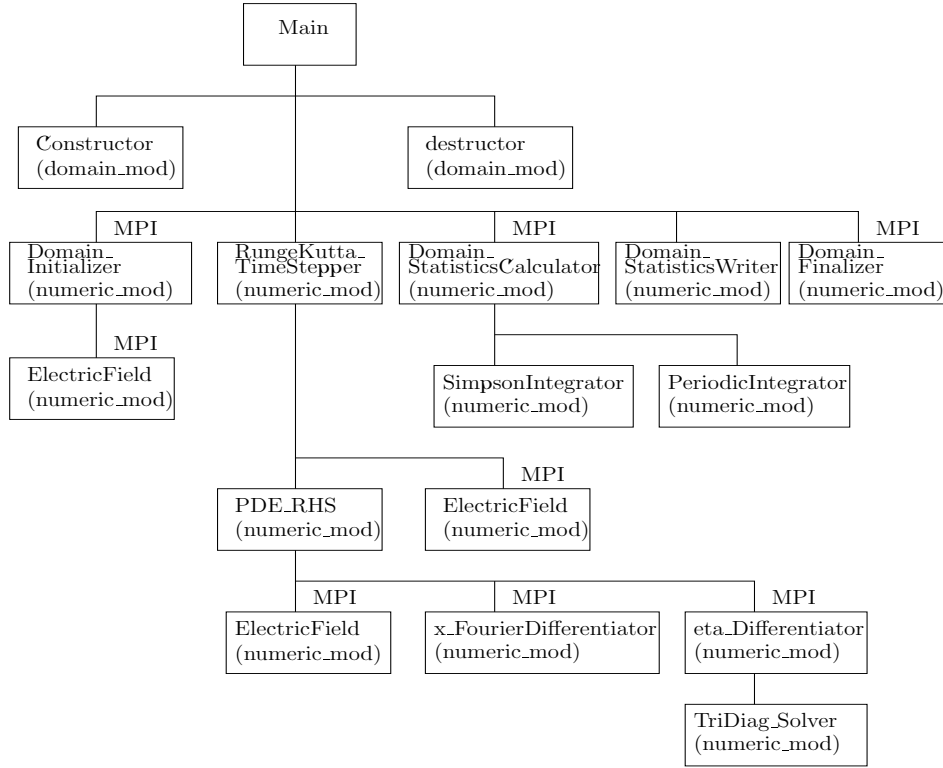 Main
Constructor
(domain_mod)
destructor
(domain_mod)
MPI
MPI
MPI
Domain_
Initializer
(numeric_mod)
RungeKutta_
TimeStepper
(numeric_mod)
Domain_
StatisticsCalculator
(numeric_mod)
Domain_
StatisticsWriter
(numeric_mod)
Domain_
Finalizer
(numeric_mod)
MPI
ElectricField
(numeric_mod)
SimpsonIntegrator
(numeric_mod)
PeriodicIntegrator
(numeric_mod)
MPI
PDE_RHS
(numeric_mod)
ElectricField
(numeric_mod)
MPI
MPI
MPI
ElectricField
(numeric_mod)
x_FourierDifferentiator
(numeric_mod)
eta_Differentiator
(numeric_mod)
TriDiag_Solver
(numeric_mod)